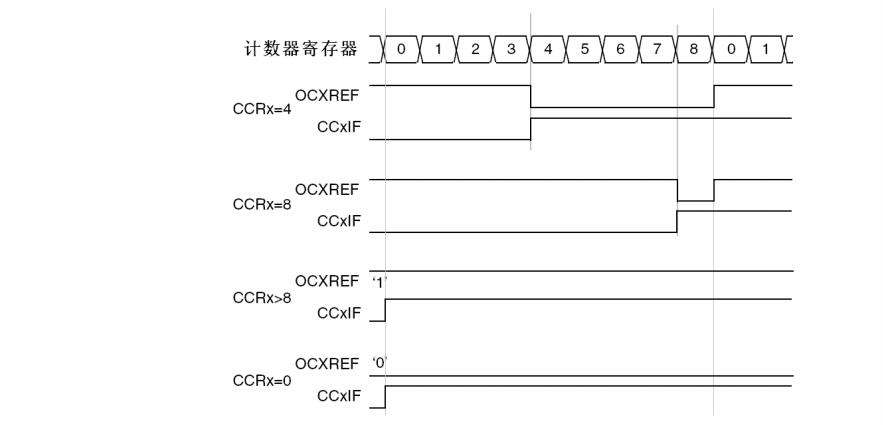 计数器寄存器 0 1 2 3 4 5 6 7 8 0 1
OCXREF
CCRx=4
CCxIF
OCXREF
CCRx=8
CCxIF
OCXREF '1'
CCRx>8
CCxIF
OCXREF '0'
CCRx=0
CCxIF